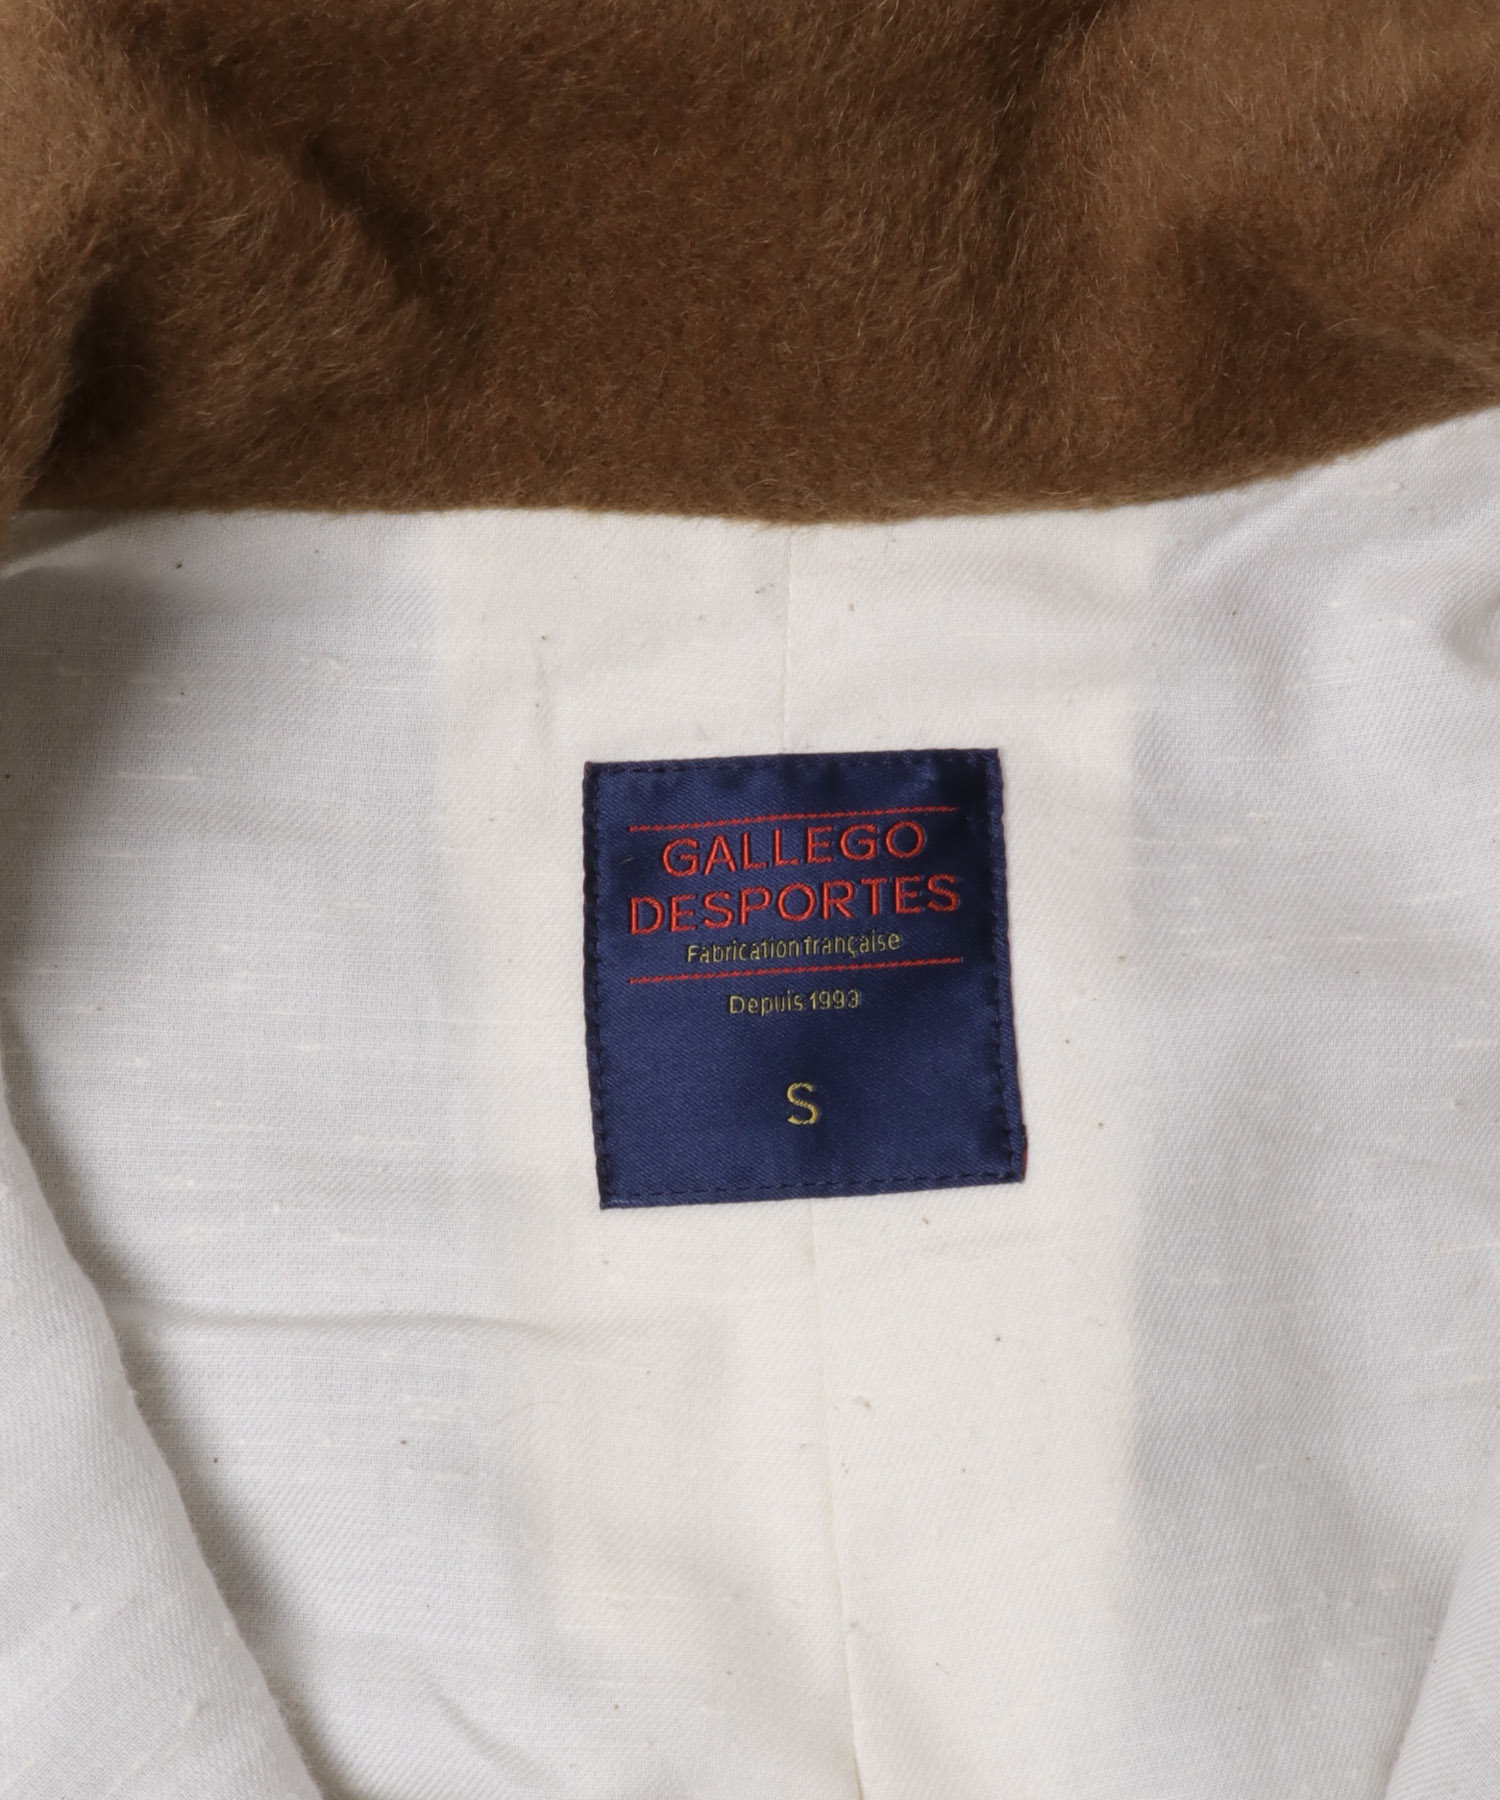 GALLEGO
DESPORTES
Fabrication française
Depuis 1993
S